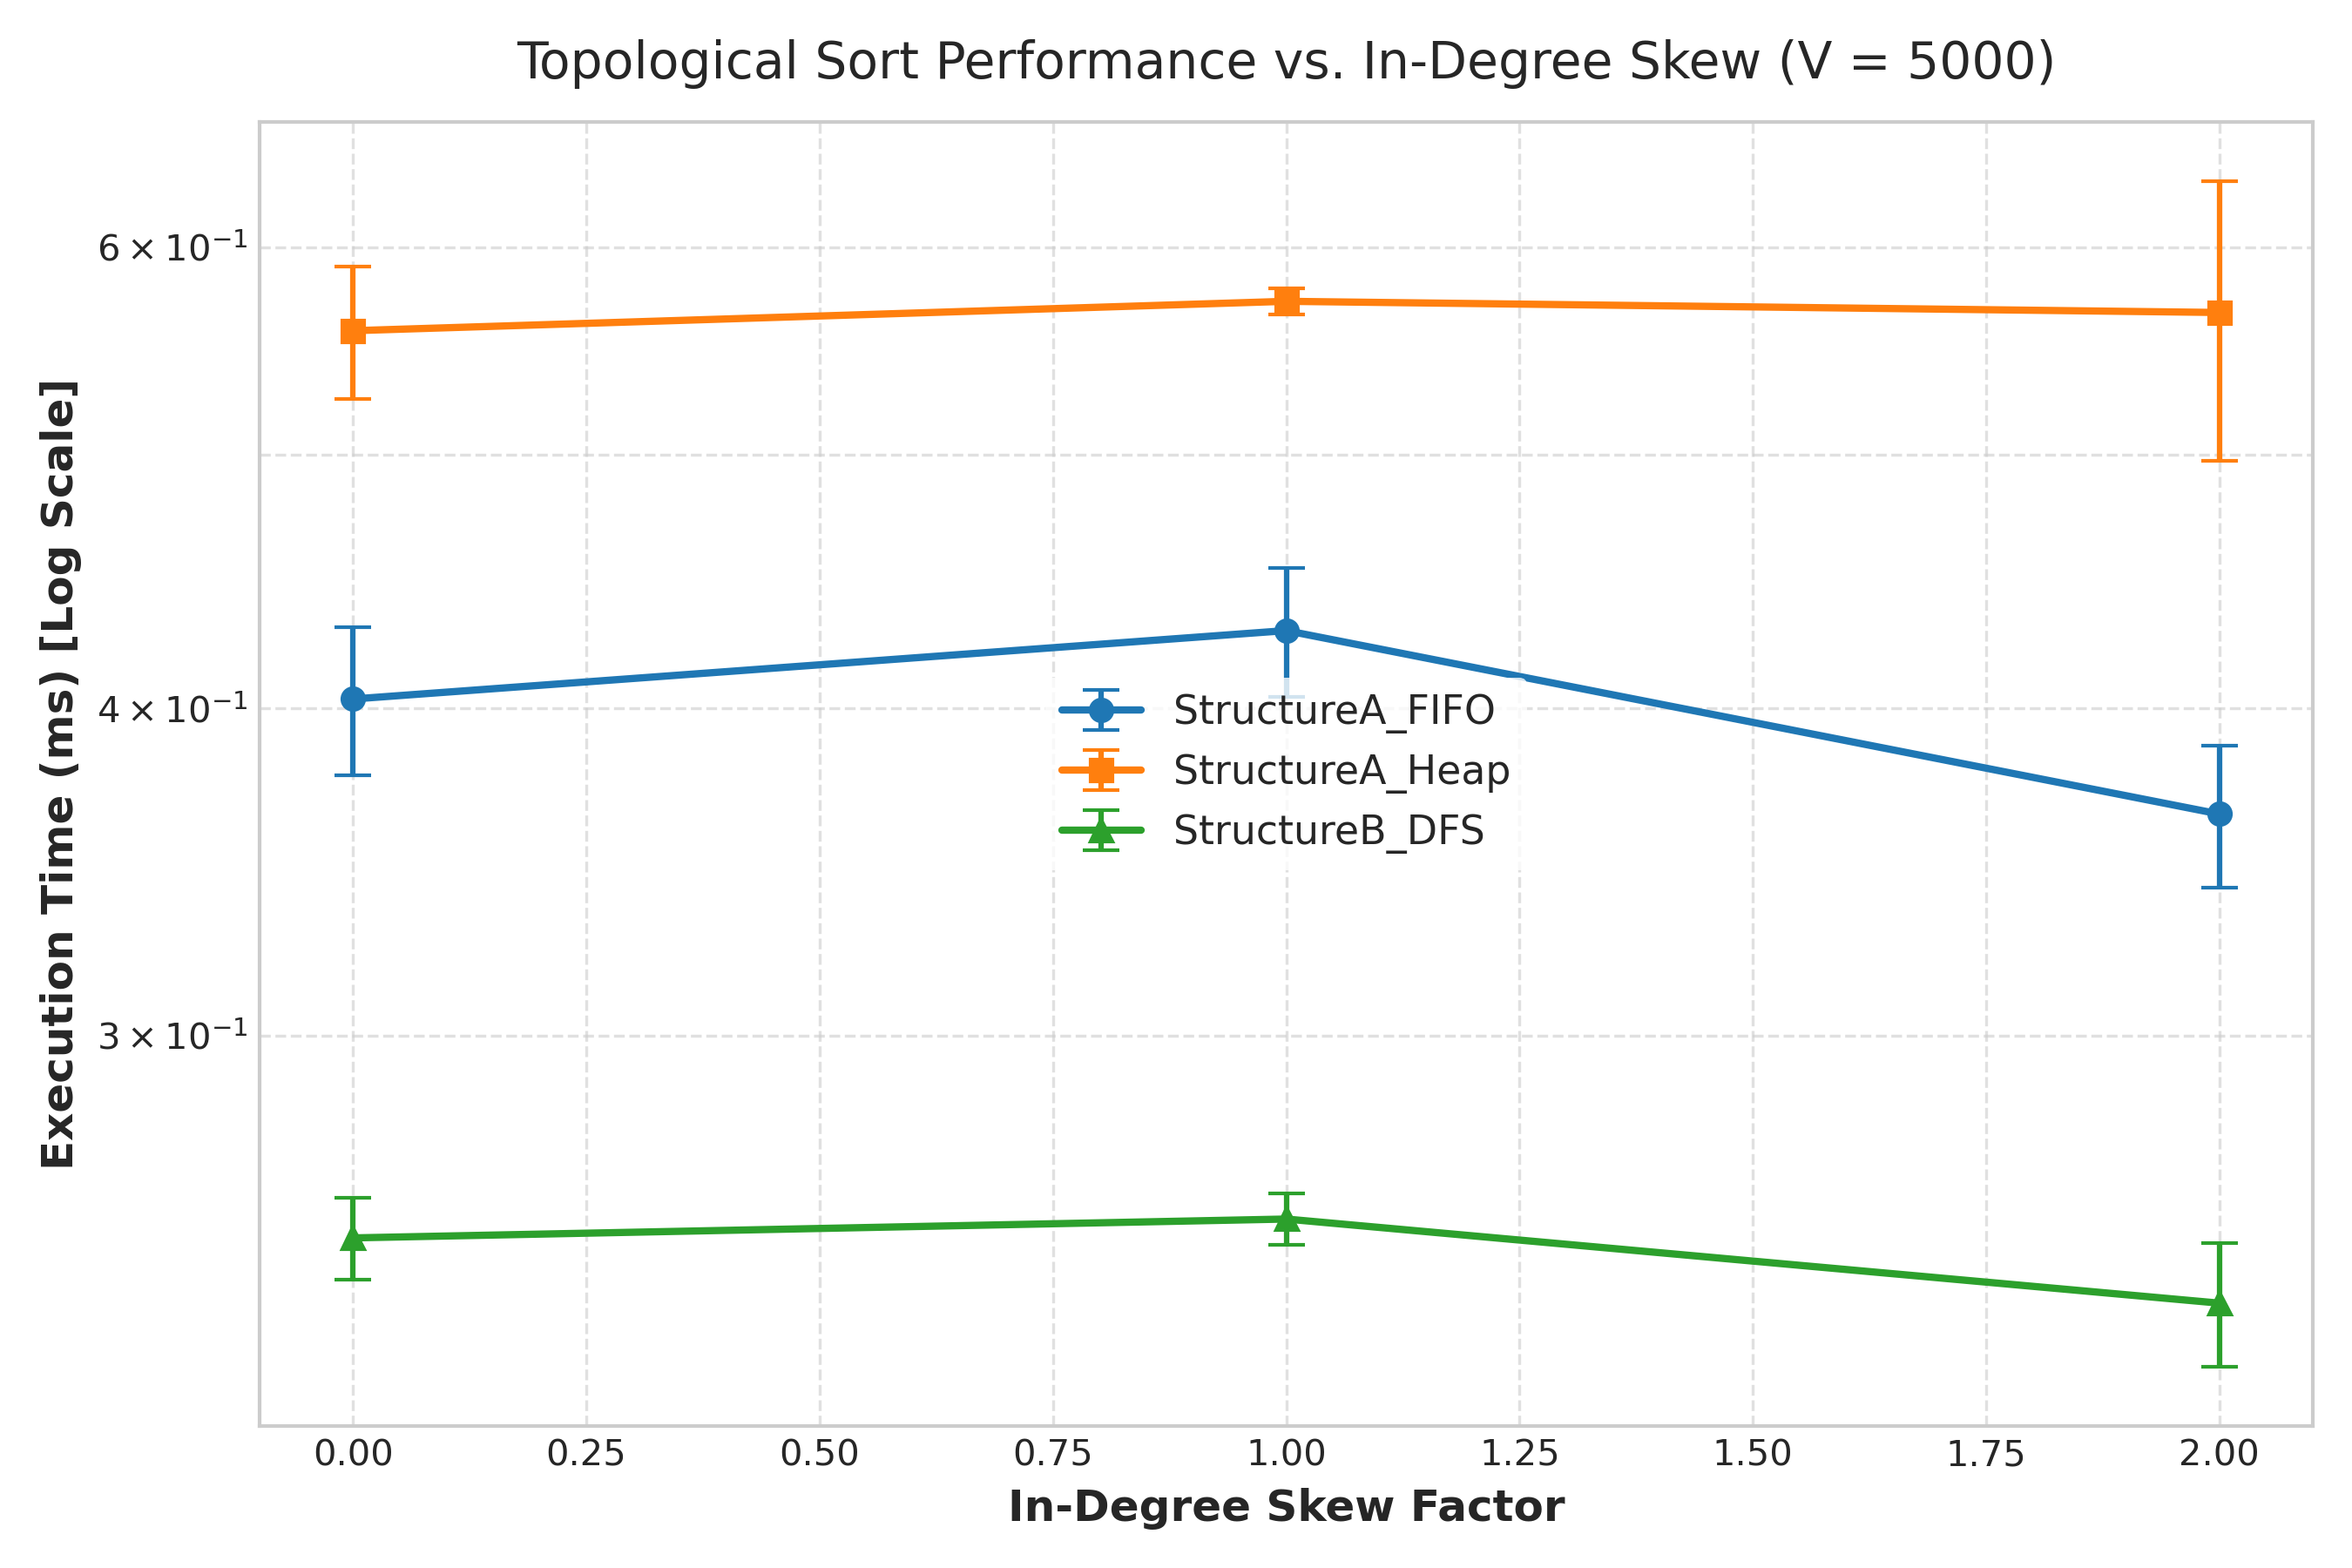 Topological Sort Performance vs. In-Degree Skew (V = 5000)
Execution Time (ms) [Log Scale]
6 × 10⁻¹
4 × 10⁻¹
3 × 10⁻¹
StructureA_FIFO
StructureA_Heap
StructureB_DFS
0.00 0.25 0.50 0.75 1.00 1.25 1.50 1.75 2.00
In-Degree Skew Factor